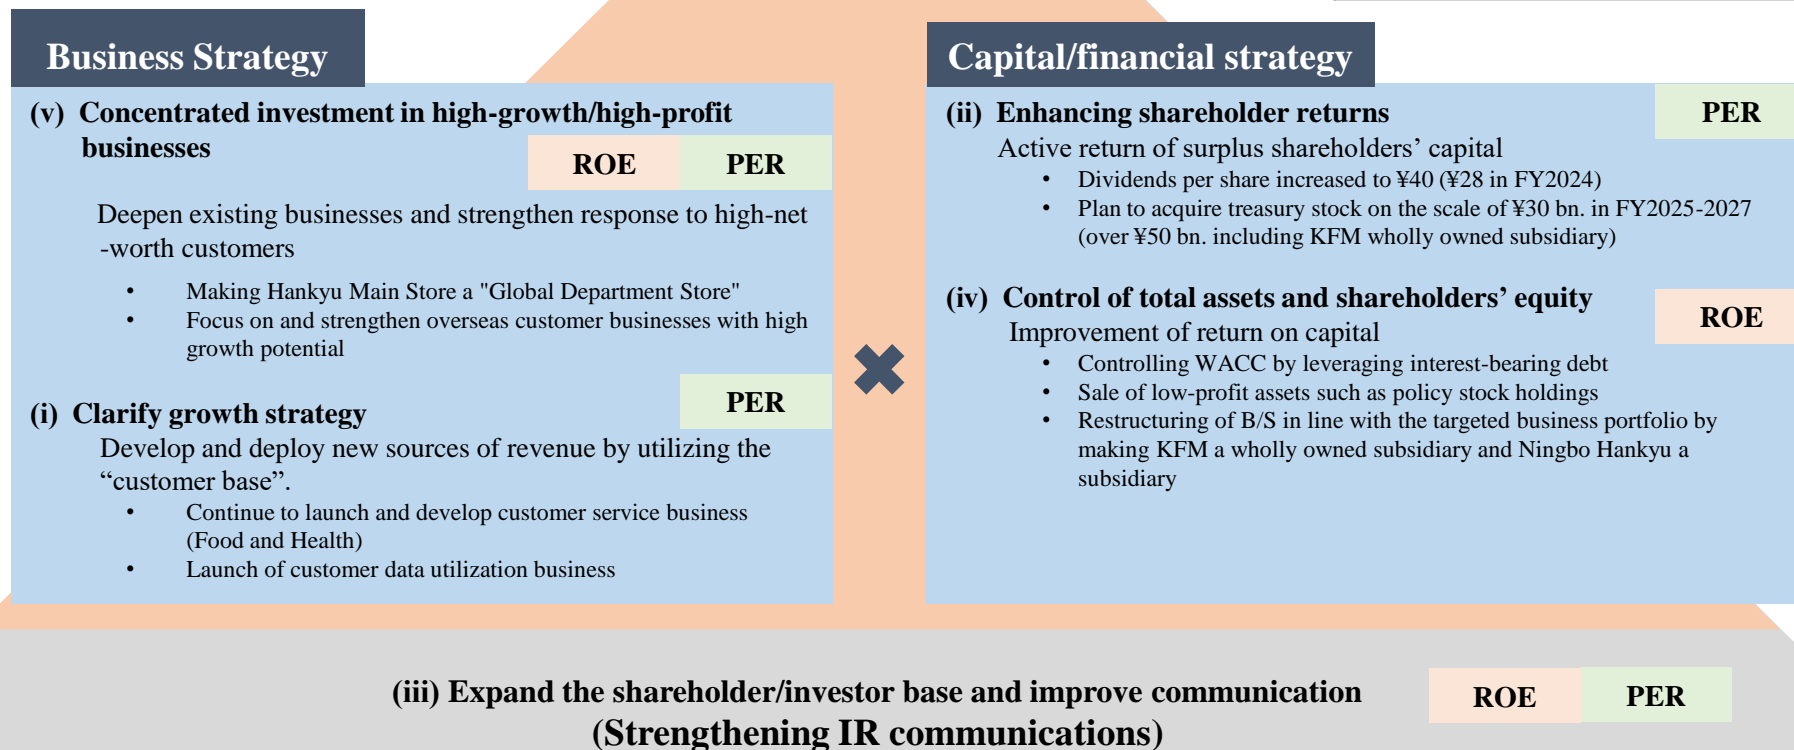 Business Strategy
(v) Concentrated investment in high-growth/high-profit
businesses
ROE
PER
Deepen existing businesses and strengthen response to high-net
-worth customers
• Making Hankyu Main Store a "Global Department Store"
• Focus on and strengthen overseas customer businesses with high
growth potential
PER
(i) Clarify growth strategy
Develop and deploy new sources of revenue by utilizing the
“customer base”.
• Continue to launch and develop customer service business
(Food and Health)
• Launch of customer data utilization business
Capital/financial strategy
(ii) Enhancing shareholder returns
PER
Active return of surplus shareholders’ capital
• Dividends per share increased to ¥40 (¥28 in FY2024)
• Plan to acquire treasury stock on the scale of ¥30 bn. in FY2025-2027
(over ¥50 bn. including KFM wholly owned subsidiary)
(iv) Control of total assets and shareholders’ equity
ROE
Improvement of return on capital
• Controlling WACC by leveraging interest-bearing debt
• Sale of low-profit assets such as policy stock holdings
• Restructuring of B/S in line with the targeted business portfolio by
making KFM a wholly owned subsidiary and Ningbo Hankyu a
subsidiary
(iii) Expand the shareholder/investor base and improve communication
(Strengthening IR communications)
ROE
PER